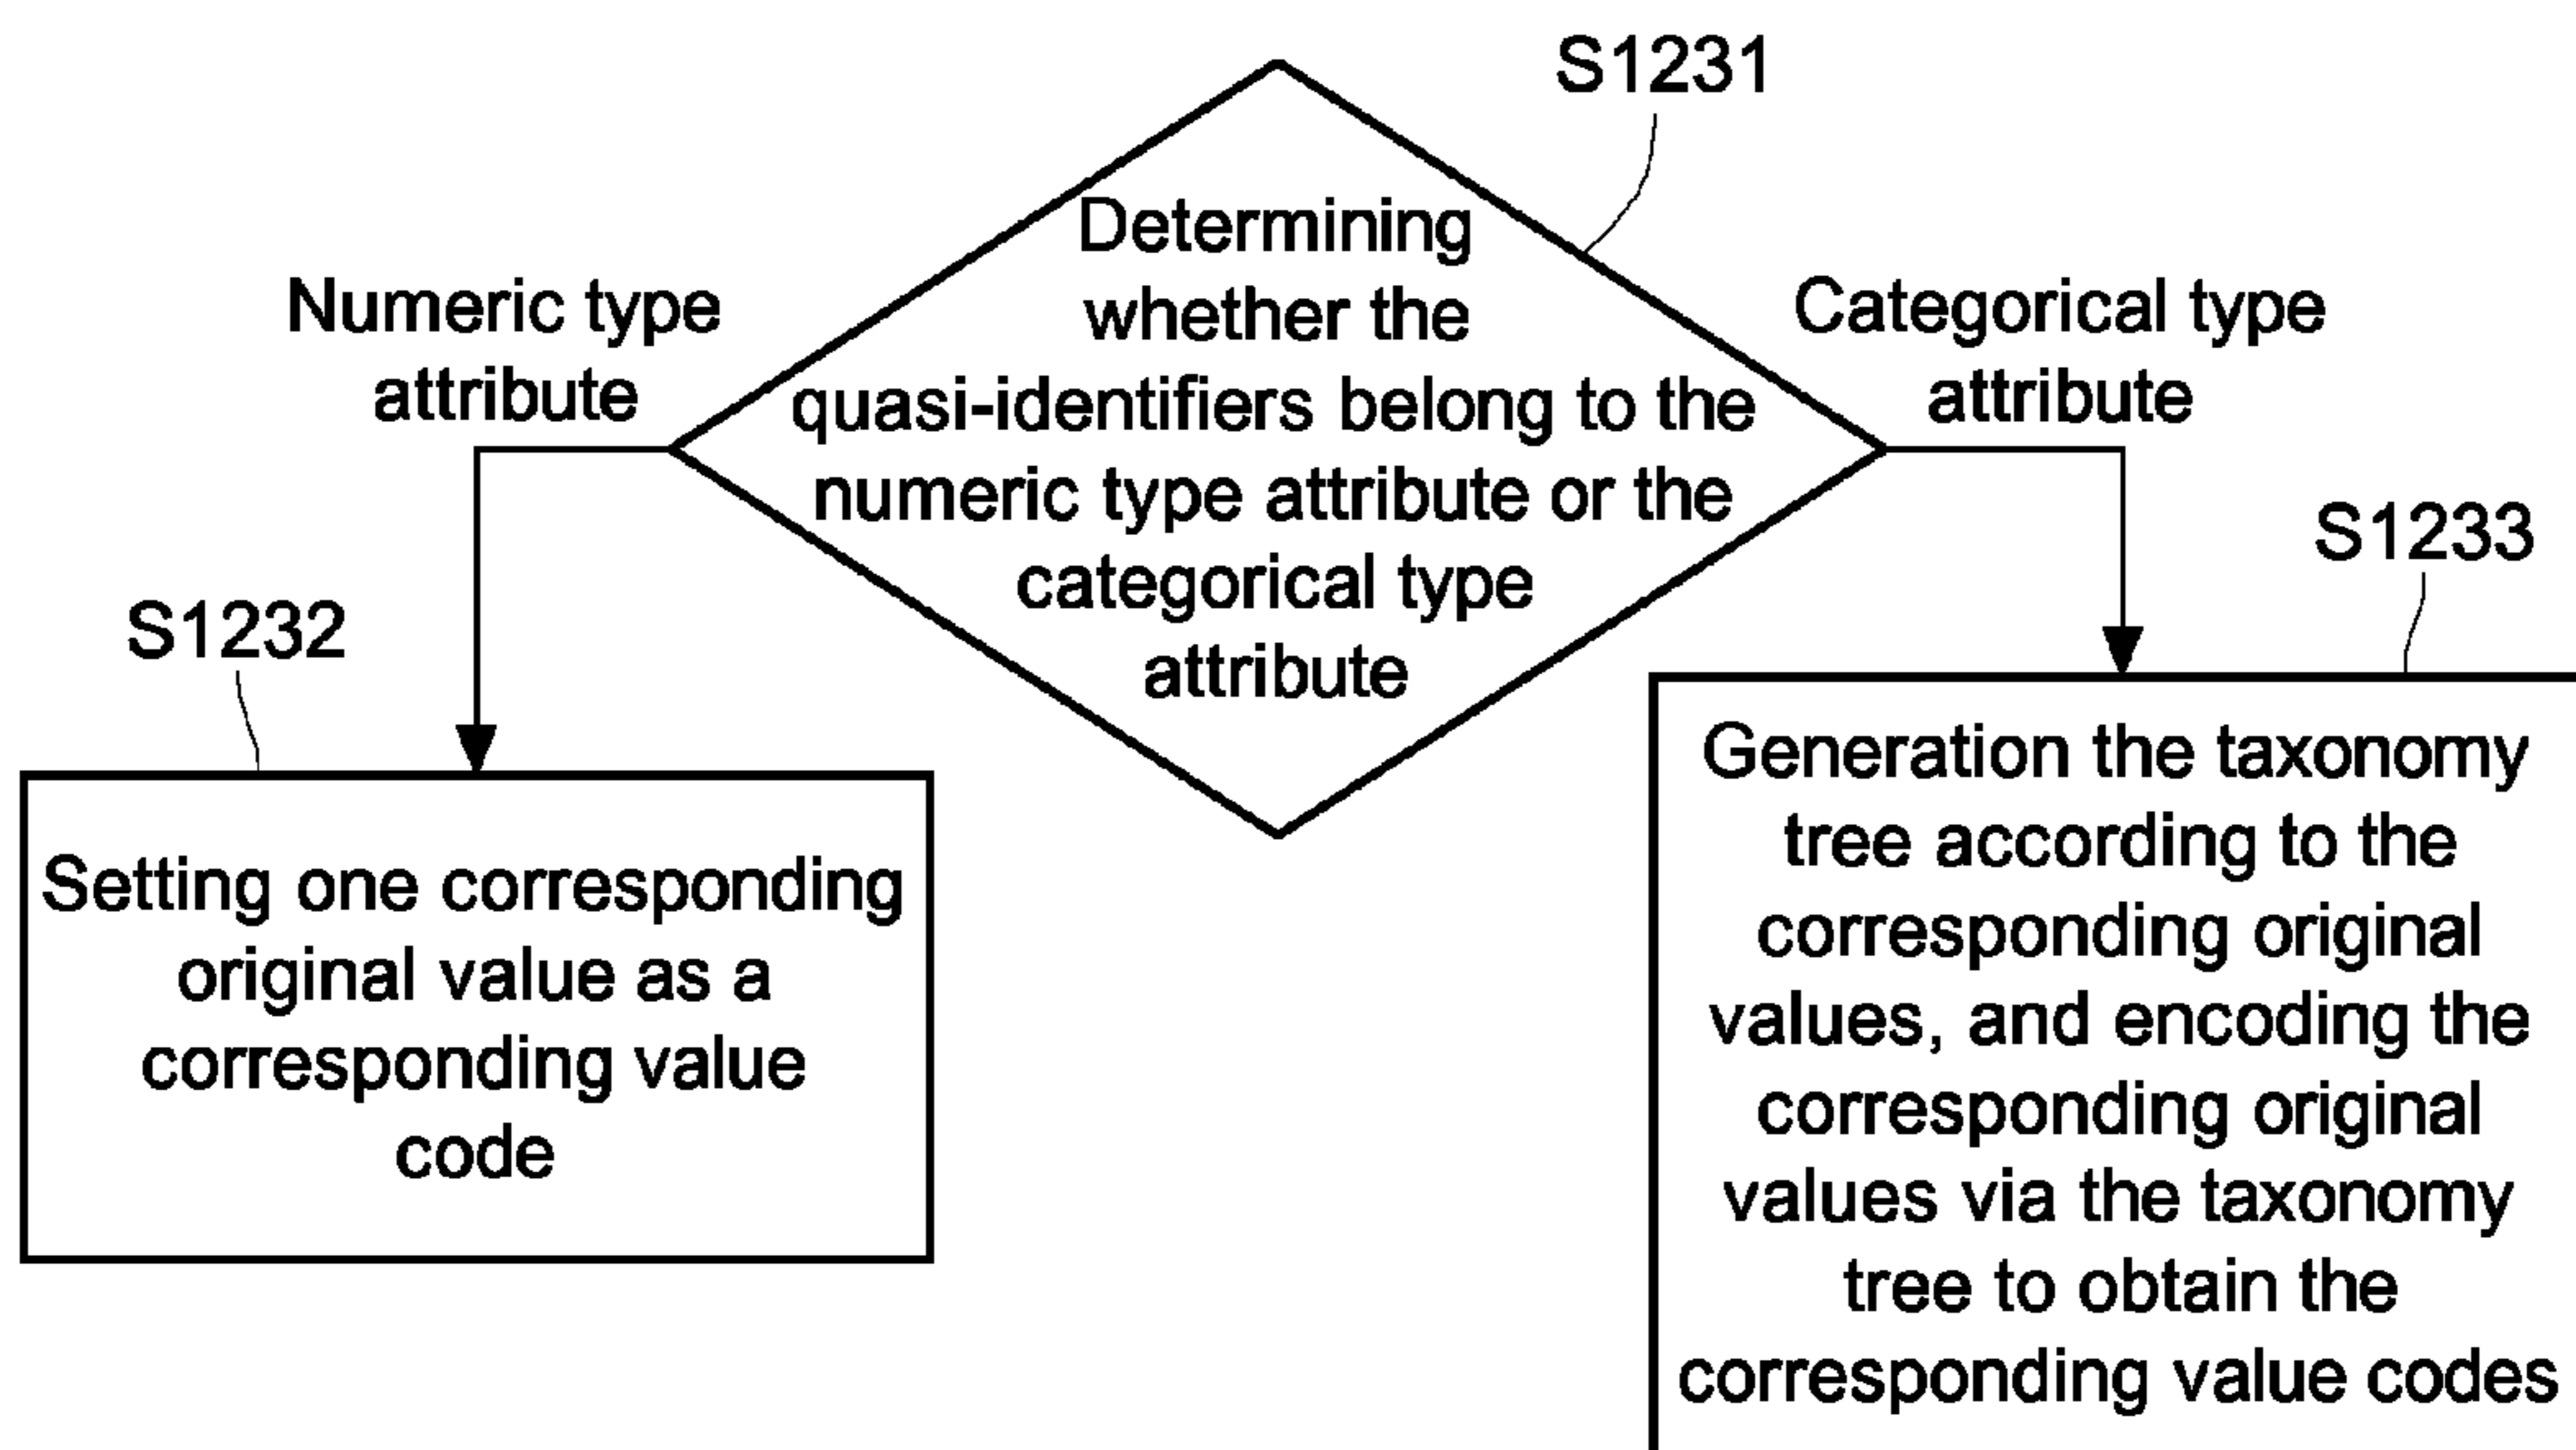 S1231
Determining
whether the
quasi-identifiers belong to the
numeric type attribute or the
categorical type
attribute
Numeric type
attribute
Categorical type
attribute
S1232
Setting one corresponding
original value as a
corresponding value
code
S1233
Generation the taxonomy
tree according to the
corresponding original
values, and encoding the
corresponding original
values via the taxonomy
tree to obtain the
corresponding value codes